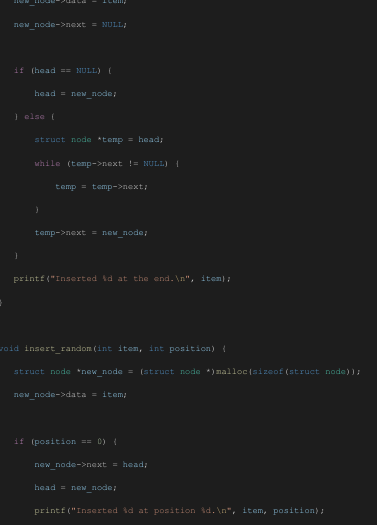 new_node->data = item;
new_node->next = NULL;
if (head == NULL) {
head = new_node;
} else {
struct node *temp = head;
while (temp->next != NULL) {
temp = temp->next;
}
temp->next = new_node;
}
printf("Inserted %d at the end.\n", item);
}
void insert_random(int item, int position) {
struct node *new_node = (struct node *)malloc(sizeof(struct node));
new_node->data = item;
if (position == 0) {
new_node->next = head;
head = new_node;
printf("Inserted %d at position %d.\n", item, position);